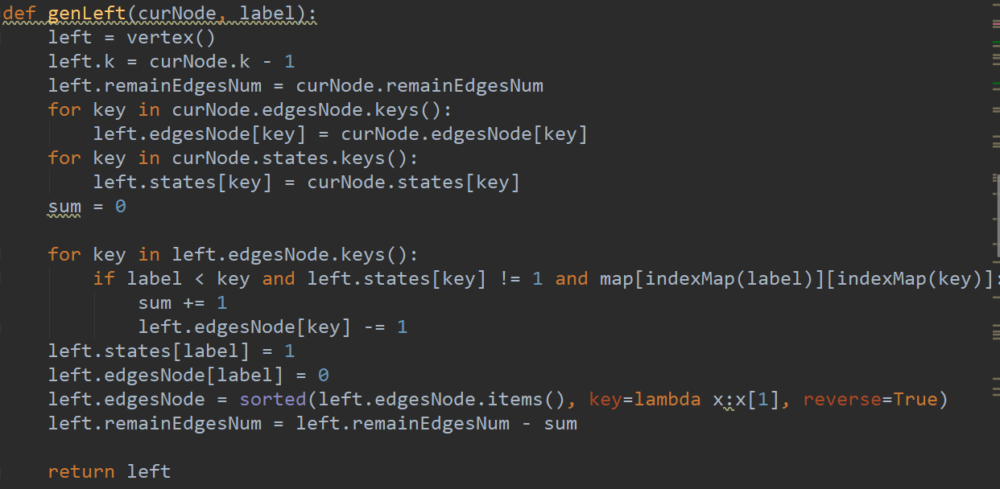 def genLeft(curNode, label):
    left = vertex()
    left.k = curNode.k - 1
    left.remainEdgesNum = curNode.remainEdgesNum
    for key in curNode.edgesNode.keys():
        left.edgesNode[key] = curNode.edgesNode[key]
    for key in curNode.states.keys():
        left.states[key] = curNode.states[key]
    sum = 0

    for key in left.edgesNode.keys():
        if label < key and left.states[key] != 1 and map[indexMap(label)][indexMap(key)]:
            sum += 1
            left.edgesNode[key] -= 1
    left.states[label] = 1
    left.edgesNode[label] = 0
    left.edgesNode = sorted(left.edgesNode.items(), key=lambda x:x[1], reverse=True)
    left.remainEdgesNum = left.remainEdgesNum - sum

    return left